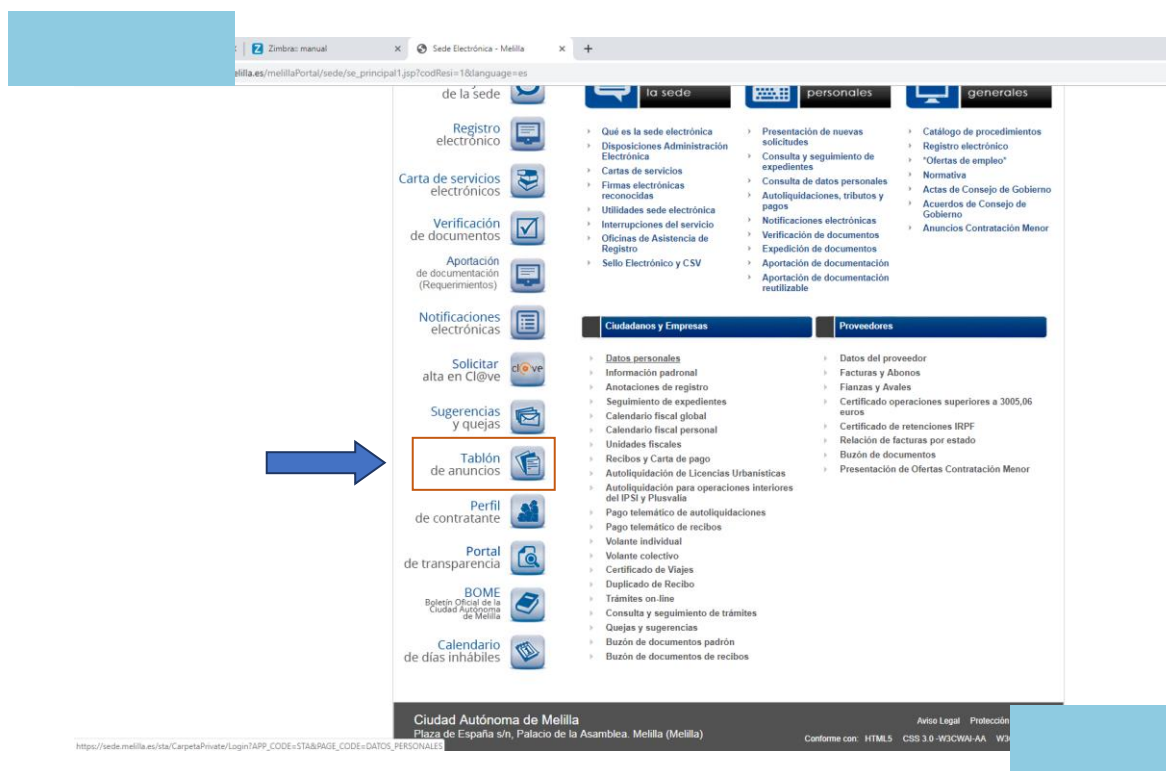 Zimbra: manual
Sede Electrónica - Melilla
elilla.es/melillaPortal/sede/se_principal1.jsp?codResi=1&language=es
de la sede
Registro
electrónico
Carta de servicios
electrónicos
Verificación
de documentos
Aportación
de documentación
(Requerimientos)
Notificaciones
electrónicas
Solicitar
alta en Cl@ve
cl@ve
Sugerencias
y quejas
Tablón
de anuncios
Perfil
de contratante
Portal
de transparencia
BOME
Boletín Oficial de la
Ciudad Autónoma
de Melilla
Calendario
de días inhábiles
la sede
Qué es la sede electrónica
Disposiciones Administración
Electrónica
Cartas de servicios
Firmas electrónicas
reconocidas
Utilidades sede electrónica
Interrupciones del servicio
Oficinas de Asistencia de
Registro
Sello Electrónico y CSV
personales
Presentación de nuevas
solicitudes
Consulta y seguimiento de
expedientes
Consulta de datos personales
Autoliquidaciones, tributos y
pagos
Notificaciones electrónicas
Verificación de documentos
Expedición de documentos
Aportación de documentación
Aportación de documentación
reutilizable
generales
Catálogo de procedimientos
Registro electrónico
"Ofertas de empleo"
Normativa
Actas de Consejo de Gobierno
Acuerdos de Consejo de
Gobierno
Anuncios Contratación Menor
Ciudadanos y Empresas
Datos personales
Información padronal
Anotaciones de registro
Seguimiento de expedientes
Calendario fiscal global
Calendario fiscal personal
Unidades fiscales
Recibos y Carta de pago
Autoliquidación de Licencias Urbanísticas
Autoliquidación para operaciones interiores
del IPSI y Plusvalía
Pago telemático de autoliquidaciones
Pago telemático de recibos
Volante individual
Volante colectivo
Certificado de Viajes
Duplicado de Recibo
Trámites on-line
Consulta y seguimiento de trámites
Quejas y sugerencias
Buzón de documentos padrón
Buzón de documentos de recibos
Proveedores
Datos del proveedor
Facturas y Abonos
Fianzas y Avales
Certificado operaciones superiores a 3005,06
euros
Certificado de retenciones IRPF
Relación de facturas por estado
Buzón de documentos
Presentación de Ofertas Contratación Menor
Ciudad Autónoma de Melilla
Plaza de España s/n, Palacio de la Asamblea. Melilla (Melilla)
Aviso Legal Protección
Conforme con: HTML5 CSS 3.0 -W3CWAI-AA
https://sede.melilla.es/sta/CarpetaPrivate/Login?APP_CODE=STA&PAGE_CODE=DATOS_PERSONALES